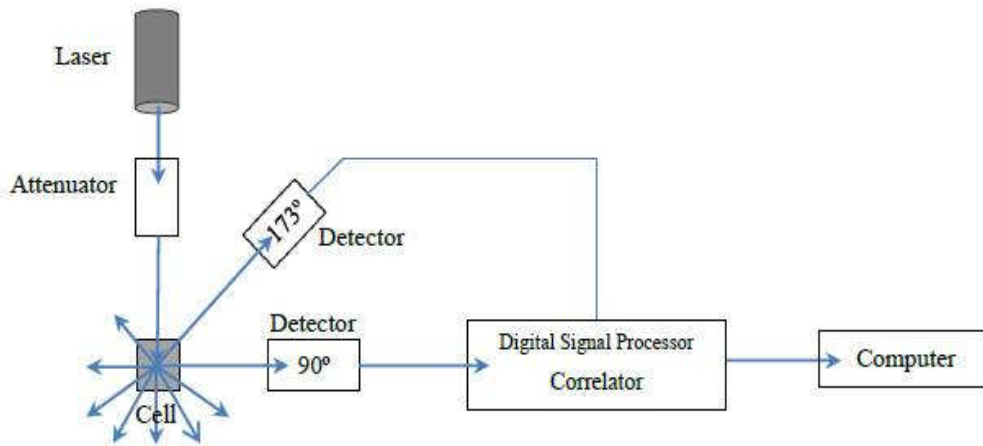 Laser
Attenuator
173º
Detector
Detector
90º
Digital Signal Processor
Correlator
Computer
Cell